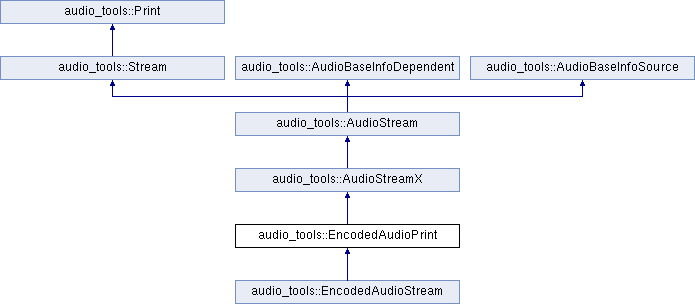 audio_tools::Print
audio_tools::Stream
audio_tools::AudioBaseInfoDependent
audio_tools::AudioBaseInfoSource
audio_tools::AudioStream
audio_tools::AudioStreamX
audio_tools::EncodedAudioPrint
audio_tools::EncodedAudioStream